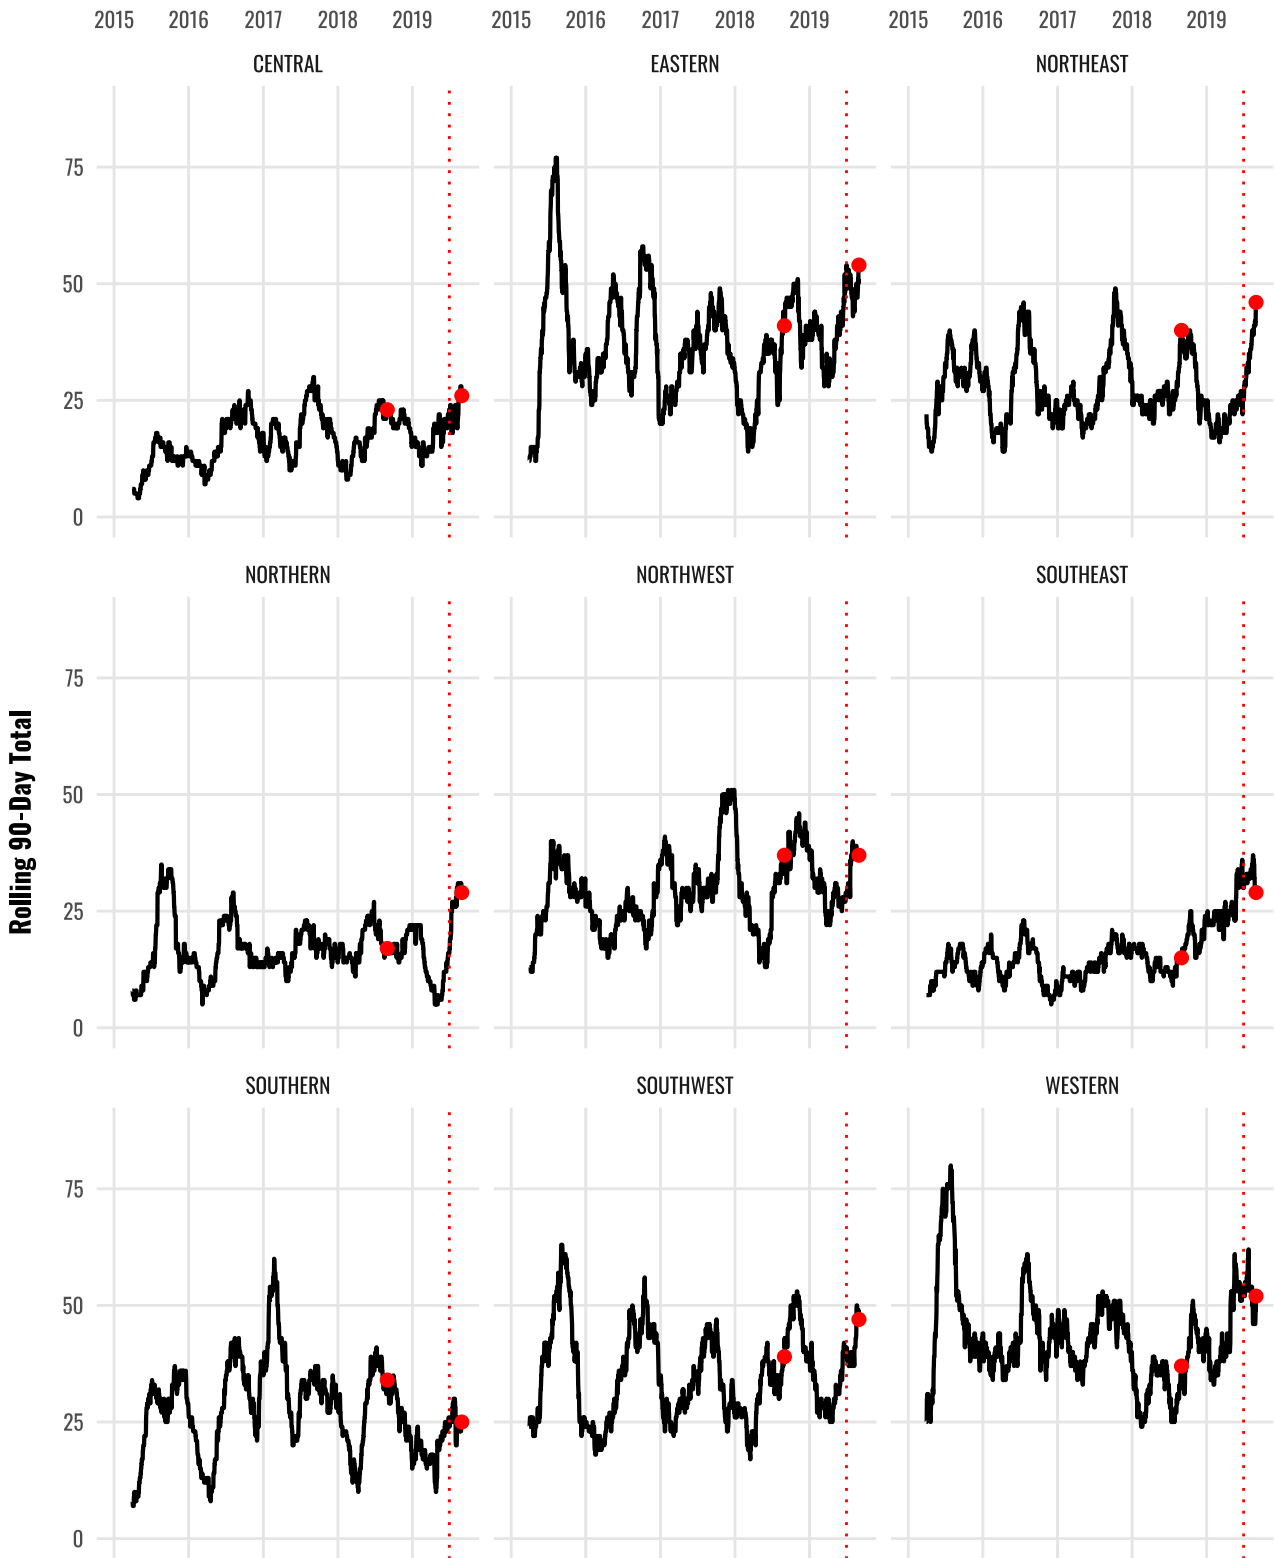 2015 2016 2017 2018 2019 2015 2016 2017 2018 2019 2015 2016 2017 2018 2019
CENTRAL EASTERN NORTHEAST
75
50
25
0
NORTHERN NORTHWEST SOUTHEAST
75
50
25
0
Rolling 90-Day Total
SOUTHERN SOUTHWEST WESTERN
75
50
25
0